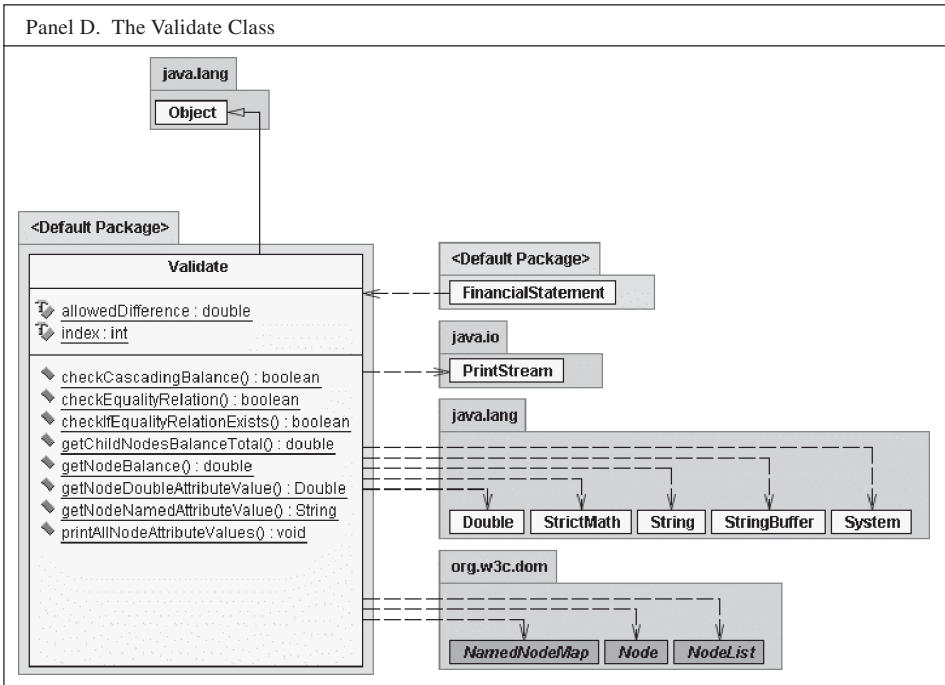 Panel D. The Validate Class
java.lang
Object
<Default Package>
Validate
allowedDifference : double
index : int
checkCascadingBalance() : boolean
checkEqualityRelation() : boolean
checkIfEqualityRelationExists() : boolean
getChildNodesBalanceTotal() : double
getNodeBalance() : double
getNodeDoubleAttributeValue() : Double
getNodeNamedAttributeValue() : String
printAllNodeAttributeValues() : void
<Default Package>
FinancialStatement
java.io
PrintStream
java.lang
Double StrictMath String StringBuffer System
org.w3c.dom
NamedNodeMap Node NodeList